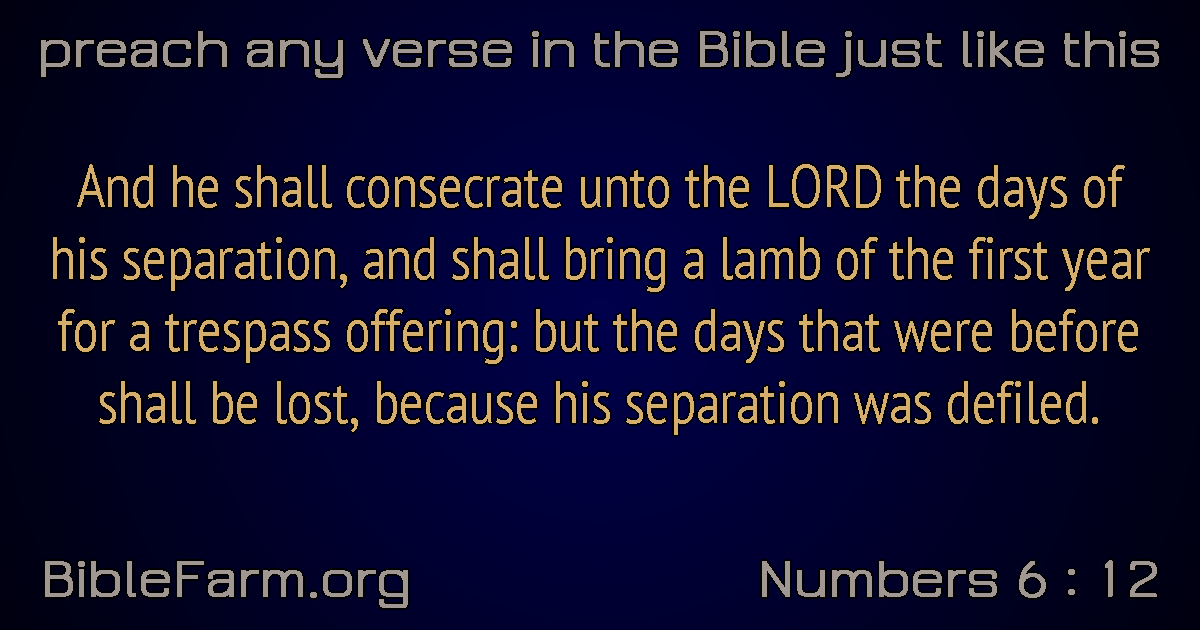 preach any verse in the Bible just like this
And he shall consecrate unto the LORD the days of
his separation, and shall bring a lamb of the first year
for a trespass offering: but the days that were before
shall be lost, because his separation was defiled.
BibleFarm.org
Numbers 6 : 12